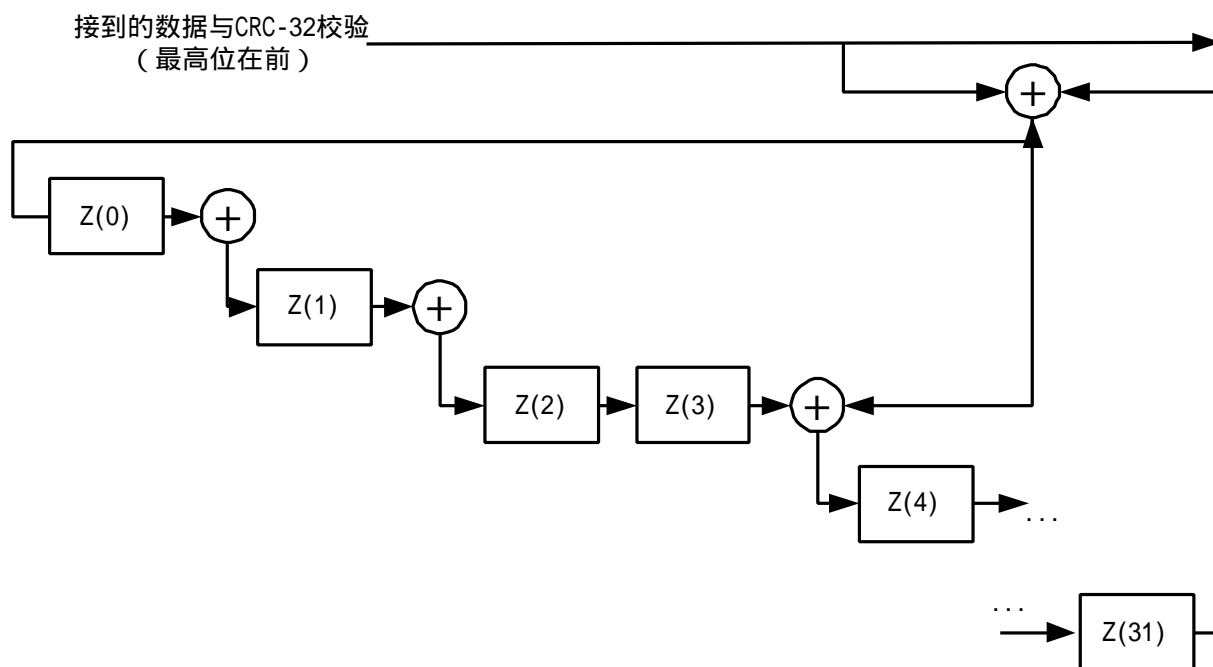 接到的数据与CRC-32校验
（最高位在前）
+
Z(0)
+
Z(1)
+
Z(2)
Z(3)
+
Z(4)
...
...
Z(31)